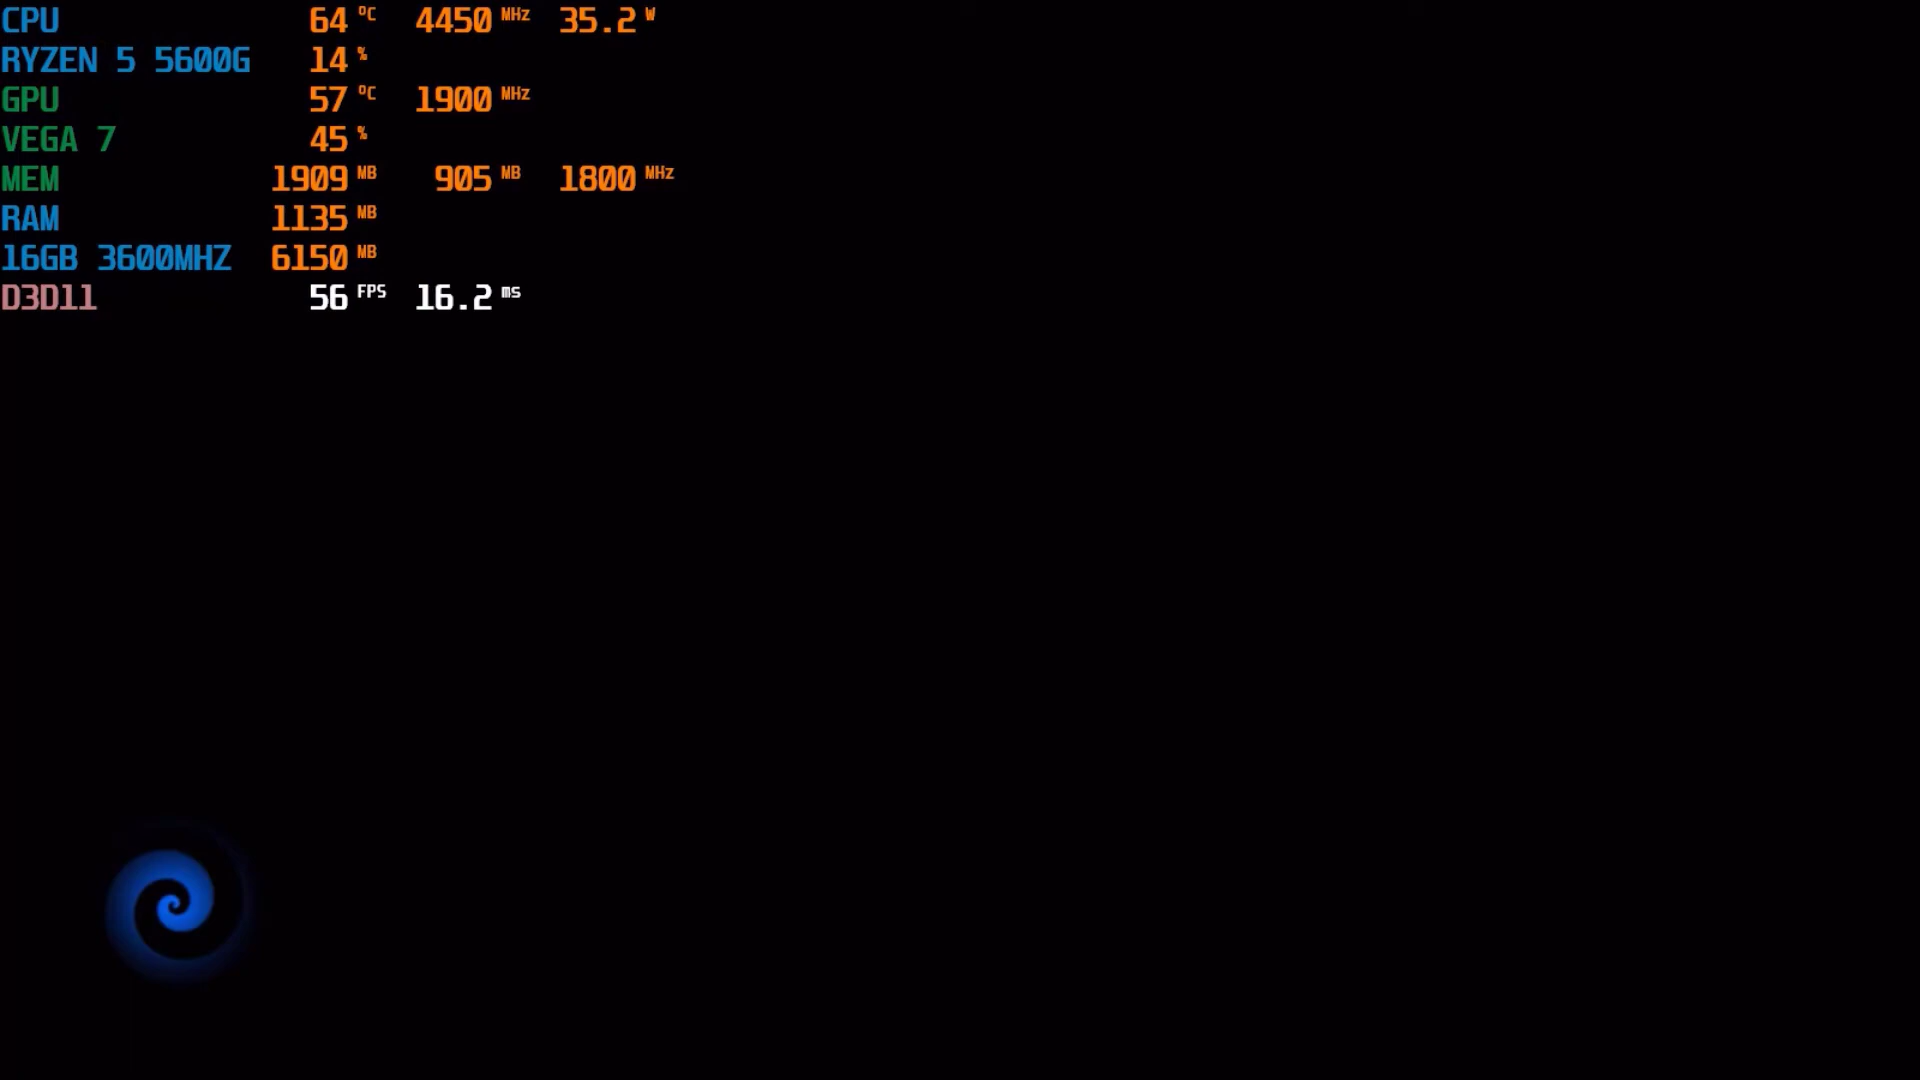 CPU 64 °C 4450 MHz 35.2 W
RYZEN 5 5600G 14 %
GPU 57 °C 1900 MHz
VEGA 7 45 %
MEM 1909 MB 905 MB 1800 MHz
RAM 1135 MB
16GB 3600MHZ 6150 MB
D3D11 56 FPS 16.2 ms